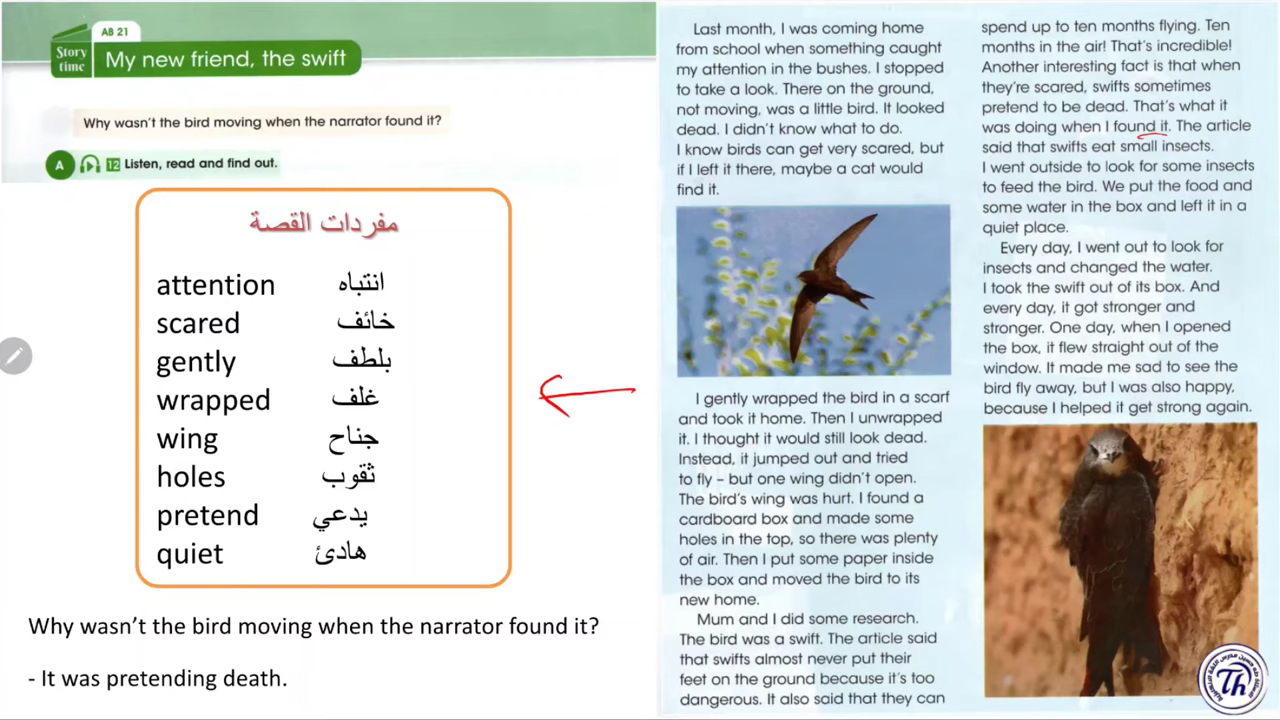 AB 21
Story
time
My new friend, the swift
Why wasn't the bird moving when the narrator found it?
A 12 Listen, read and find out.
مفردات القصة
attention انتباه
scared خائف
gently بلطف
wrapped غلف
wing جناح
holes ثقوب
pretend يدعي
quiet هادئ
Why wasn't the bird moving when the narrator found it?
- It was pretending death.
Last month, I was coming home
from school when something caught
my attention in the bushes. I stopped
to take a look. There on the ground,
not moving, was a little bird. It looked
dead. I didn't know what to do.
I know birds can get very scared, but
if I left it there, maybe a cat would
find it.
I gently wrapped the bird in a scarf
and took it home. Then I unwrapped
it. I thought it would still look dead.
Instead, it jumped out and tried
to fly – but one wing didn't open.
The bird's wing was hurt. I found a
cardboard box and made some
holes in the top, so there was plenty
of air. Then I put some paper inside
the box and moved the bird to its
new home.
Mum and I did some research.
The bird was a swift. The article said
that swifts almost never put their
feet on the ground because it's too
dangerous. It also said that they can
spend up to ten months flying. Ten
months in the air! That's incredible!
Another interesting fact is that when
they're scared, swifts sometimes
pretend to be dead. That's what it
was doing when I found it. The article
said that swifts eat small insects.
I went outside to look for some insects
to feed the bird. We put the food and
some water in the box and left it in a
quiet place.
Every day, I went out to look for
insects and changed the water.
I took the swift out of its box. And
every day, it got stronger and
stronger. One day, when I opened
the box, it flew straight out of the
window. It made me sad to see the
bird fly away, but I was also happy,
because I helped it get strong again.
Th